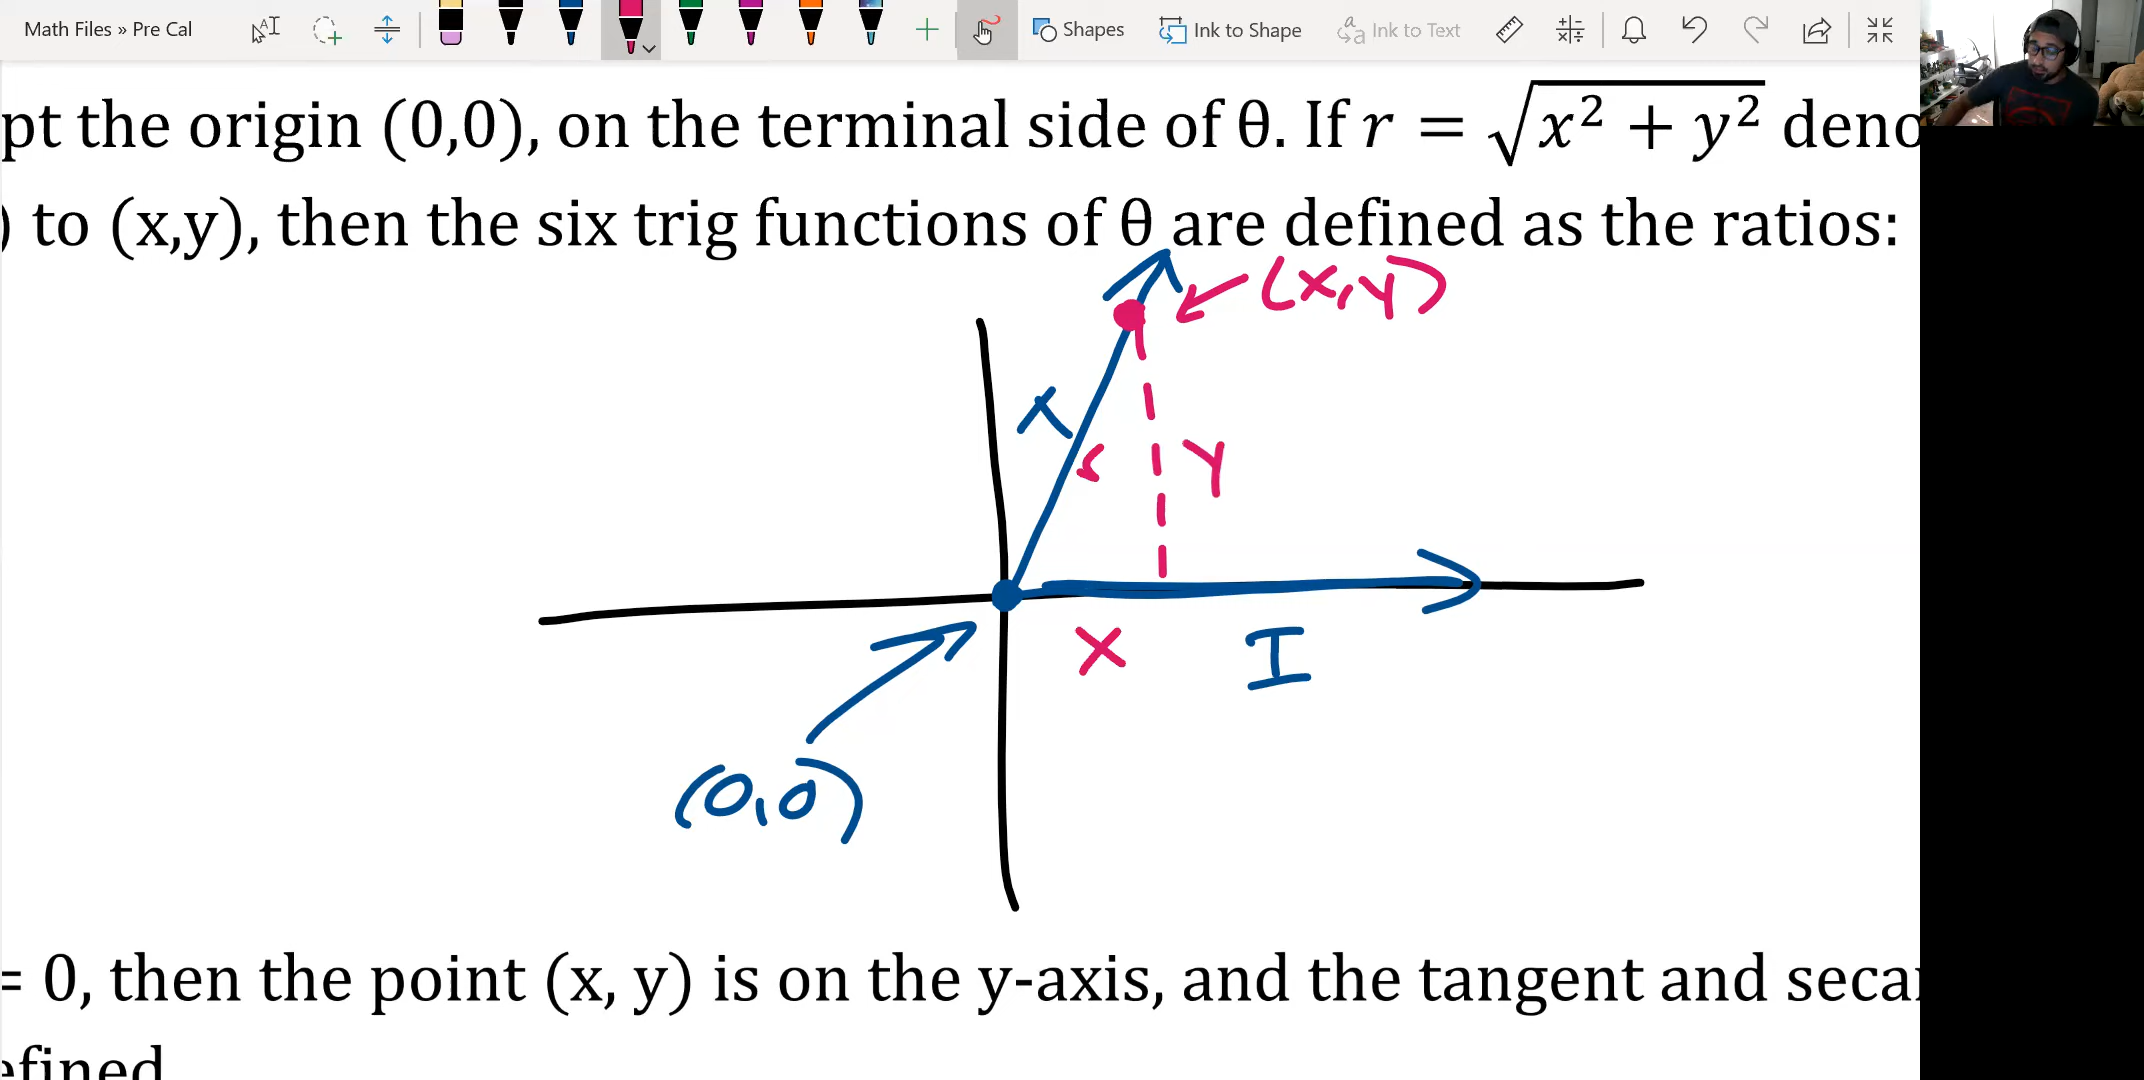 Math Files » Pre Cal
Shapes
Ink to Shape
Ink to Text
pt the origin (0,0), on the terminal side of θ. If r = √x² + y² deno
) to (x,y), then the six trig functions of θ are defined as the ratios:
(x,y)
T
r
y
x
I
(0,0)
= 0, then the point (x, y) is on the y-axis, and the tangent and seca
efined